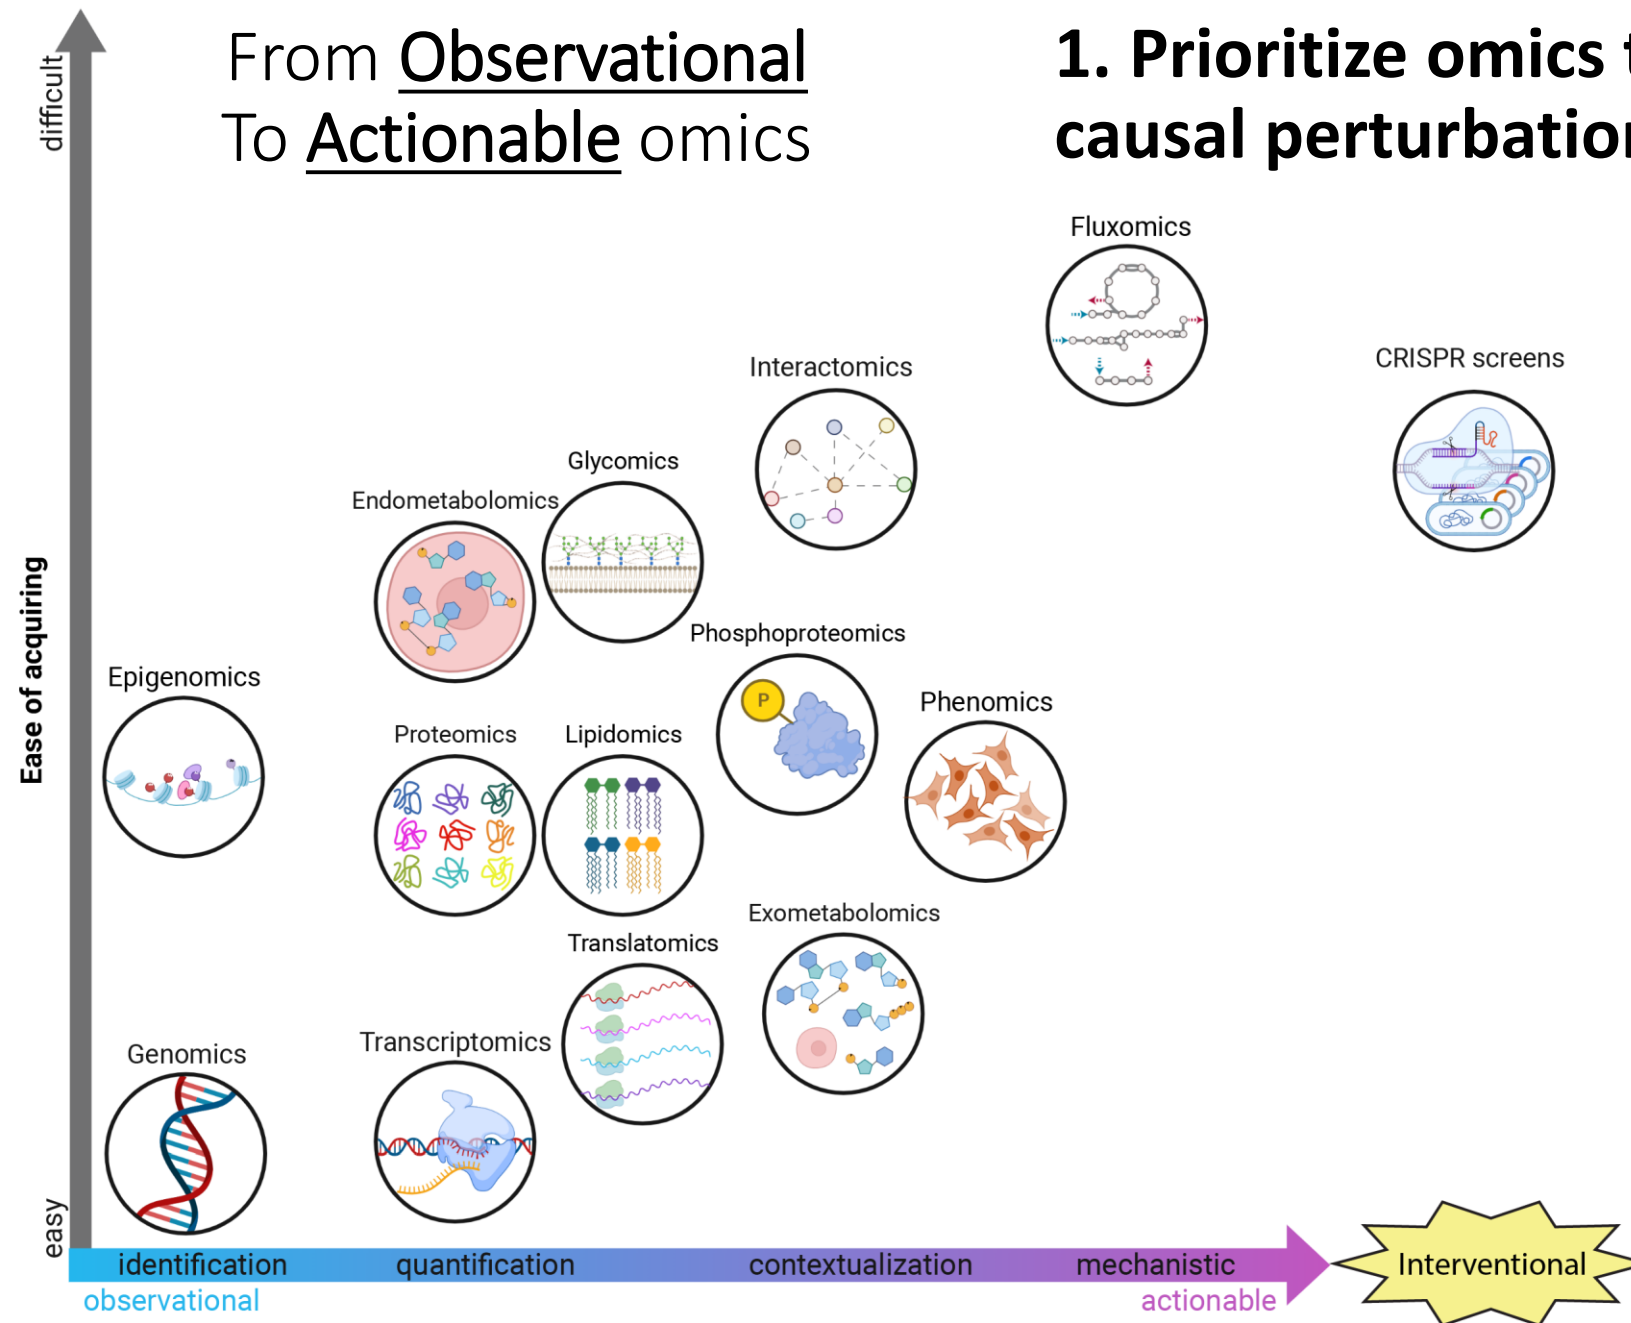 From Observational
To Actionable omics
1. Prioritize omics
causal
difficult
Ease of acquiring
easy
Fluxomics
CRISPR screens
Interactomics
Glycomics
Endometabolomics
Phosphoproteomics
Epigenomics
Phenomics
Proteomics
Lipidomics
P
Exometabolomics
Translatomics
Transcriptomics
Genomics
identification
quantification
contextualization
mechanistic
Interventional
observational
actionable